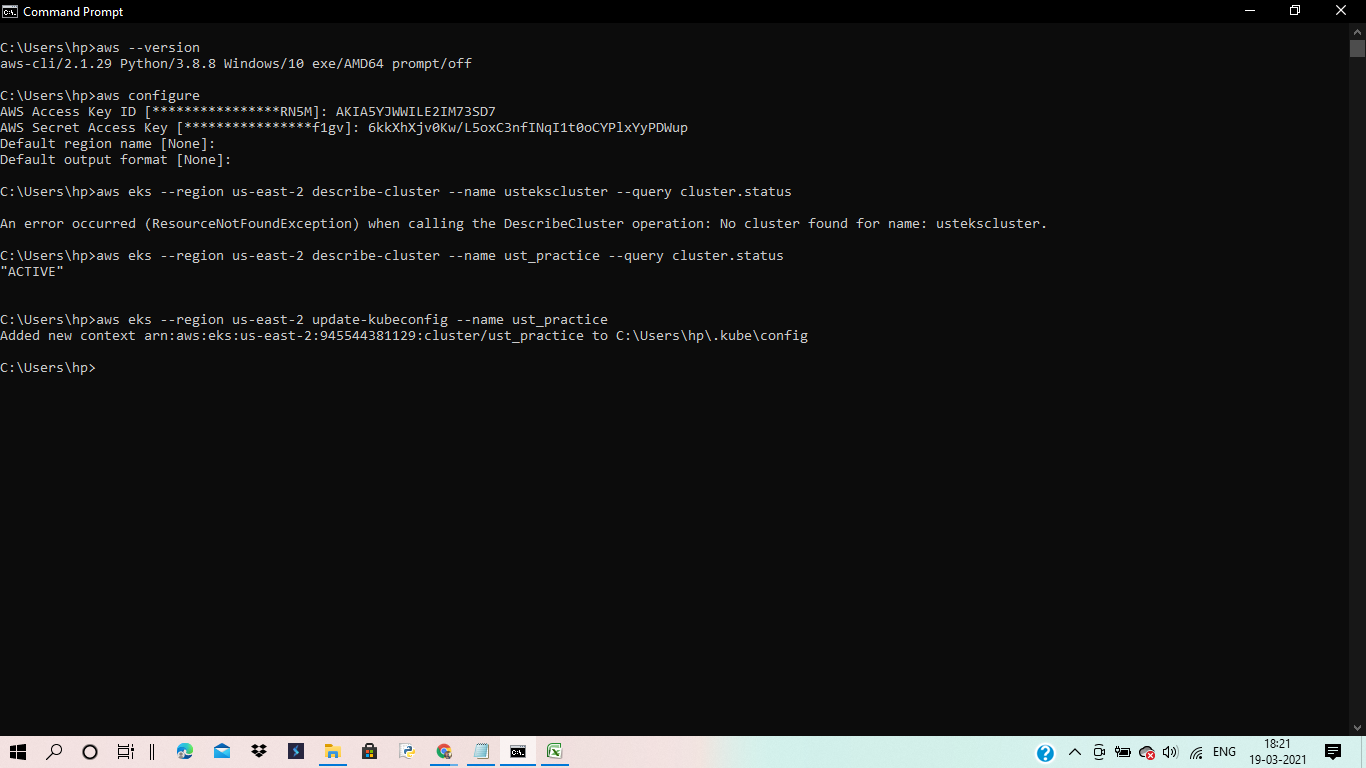 Command Prompt
C:\Users\hp>aws --version
aws-cli/2.1.29 Python/3.8.8 Windows/10 exe/AMD64 prompt/off
C:\Users\hp>aws configure
AWS Access Key ID [****************RN5M]: AKIA5YJWWILE2IM73SD7
AWS Secret Access Key [****************f1gv]: 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
Default region name [None]:
Default output format [None]:
C:\Users\hp>aws eks --region us-east-2 describe-cluster --name ustekscluster --query cluster.status
An error occurred (ResourceNotFoundException) when calling the DescribeCluster operation: No cluster found for name: ustekscluster.
C:\Users\hp>aws eks --region us-east-2 describe-cluster --name ust_practice --query cluster.status
"ACTIVE"
C:\Users\hp>aws eks --region us-east-2 update-kubeconfig --name ust_practice
Added new context arn:aws:eks:us-east-2:945544381129:cluster/ust_practice to C:\Users\hp\.kube\config
C:\Users\hp>
ENG
18:21
19-03-2021